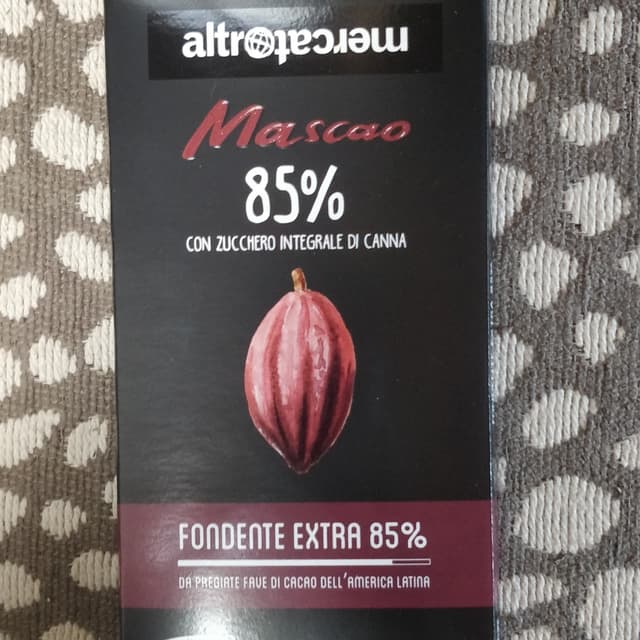 altromercato
Mascao
85%
CON ZUCCHERO INTEGRALE DI CANNA
FONDENTE EXTRA 85%
DA PREGIATE FAVE DI CACAO DELL'AMERICA LATINA